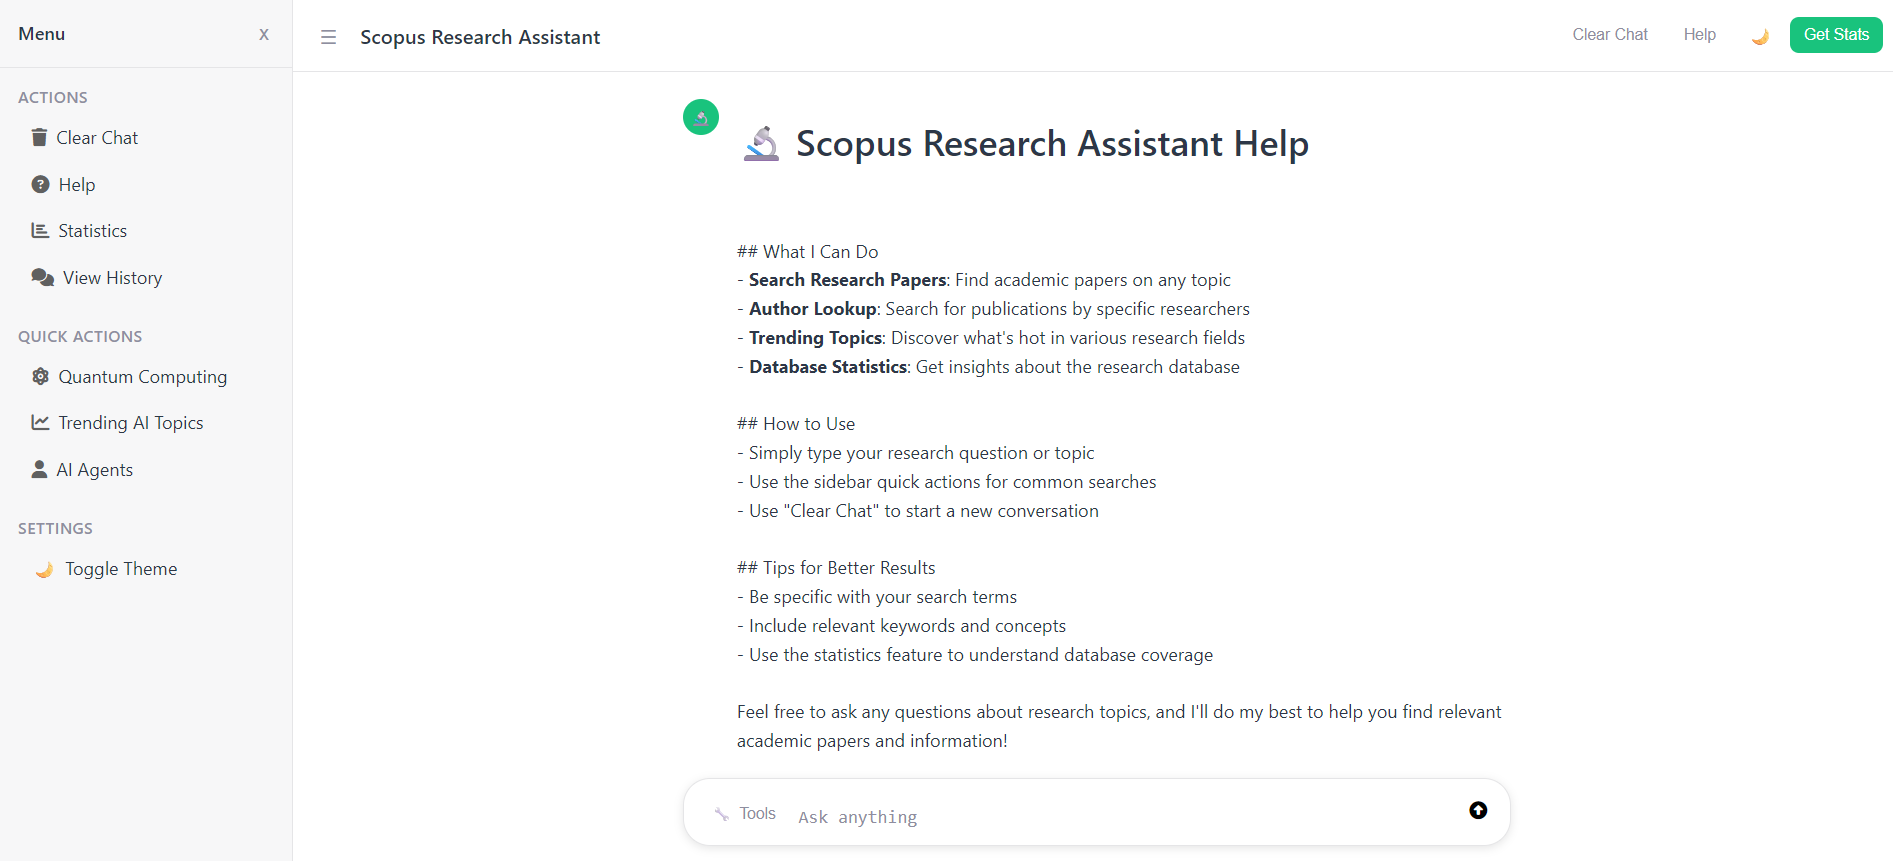 Menu
X
ACTIONS
Clear Chat
Help
Statistics
View History
QUICK ACTIONS
Quantum Computing
Trending AI Topics
AI Agents
SETTINGS
Toggle Theme
Scopus Research Assistant
Clear Chat
Help
Get Stats
Scopus Research Assistant Help
## What I Can Do
- Search Research Papers: Find academic papers on any topic
- Author Lookup: Search for publications by specific researchers
- Trending Topics: Discover what's hot in various research fields
- Database Statistics: Get insights about the research database
## How to Use
- Simply type your research question or topic
- Use the sidebar quick actions for common searches
- Use "Clear Chat" to start a new conversation
## Tips for Better Results
- Be specific with your search terms
- Include relevant keywords and concepts
- Use the statistics feature to understand database coverage
Feel free to ask any questions about research topics, and I'll do my best to help you find relevant
academic papers and information!
Tools
Ask anything